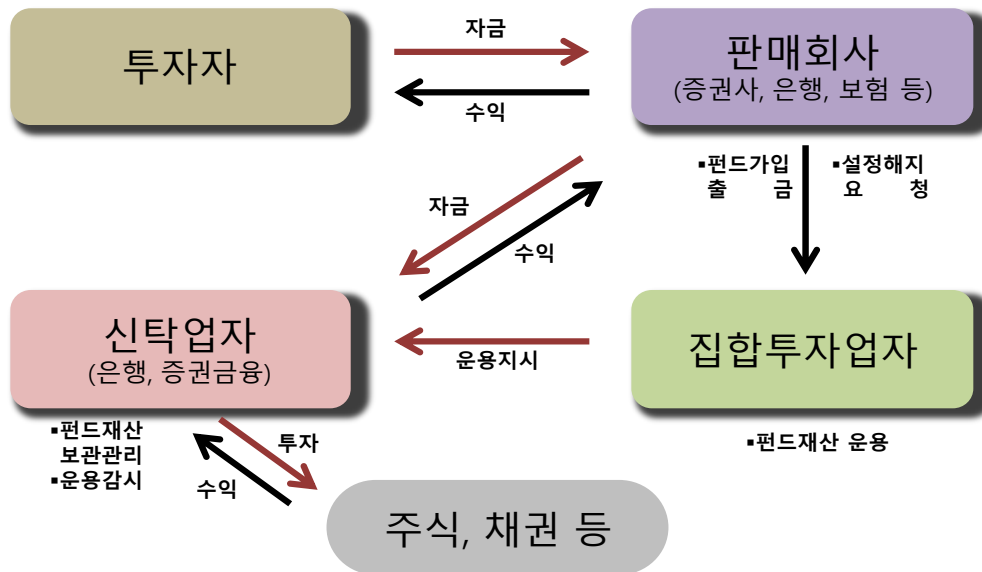 투자자
자금
수익
판매회사
(증권사, 은행, 보험 등)
▪펀드가입
출 금
▪설정해지
요 청
자금
수익
신탁업자
(은행, 증권금융)
운용지시
집합투자업자
▪펀드재산
보관관리
▪운용감시
투자
수익
▪펀드재산 운용
주식, 채권 등